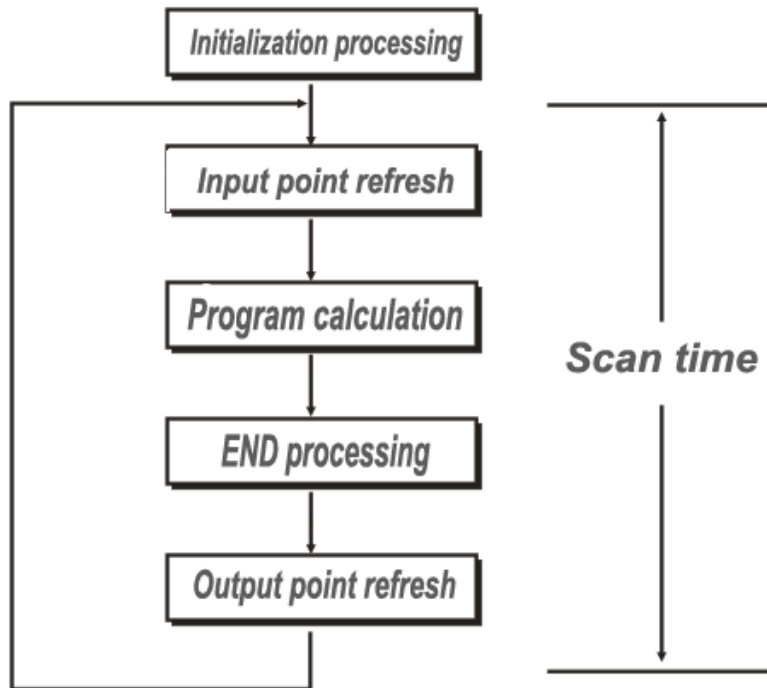 Initialization processing
Input point refresh
Program calculation
Scan time
END processing
Output point refresh